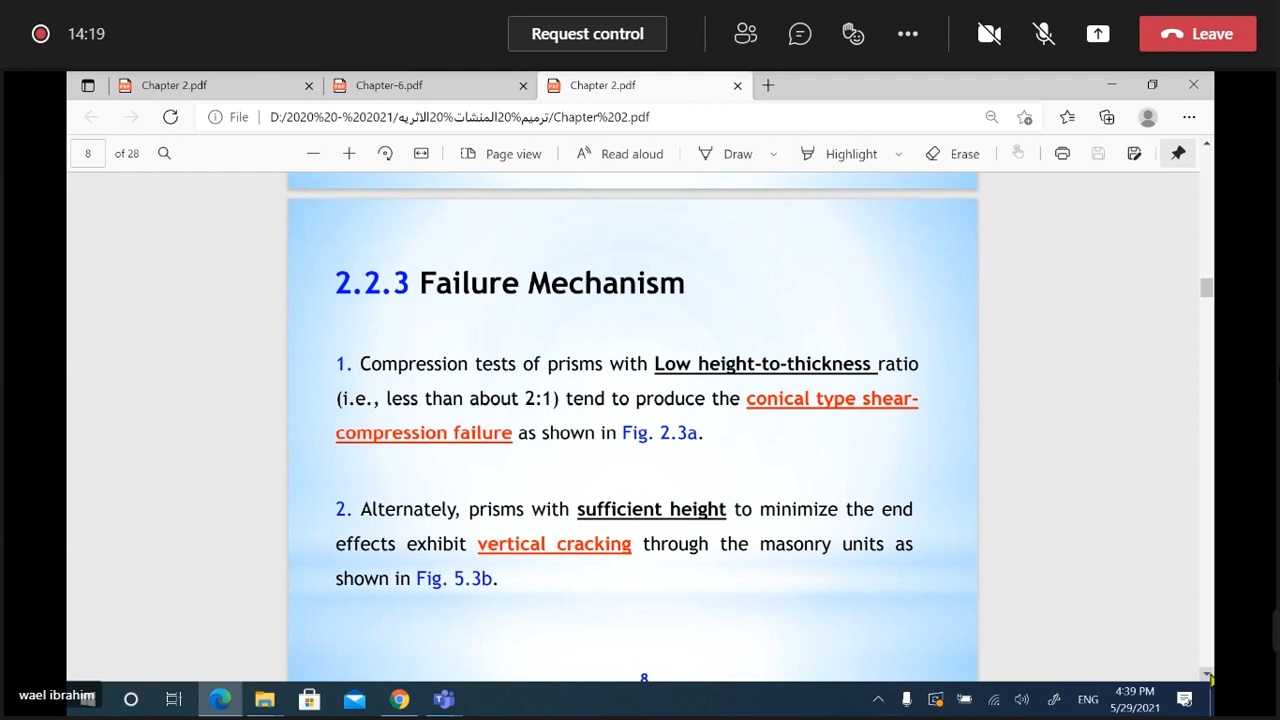 14:19
Request control
Leave
Chapter 2.pdf
Chapter-6.pdf
Chapter 2.pdf
File
D:/2020%20-%202021/ترميم%20المنشات%20الاثريه/Chapter%202.pdf
8 of 28
Page view
Read aloud
Draw
Highlight
Erase
2.2.3 Failure Mechanism
1. Compression tests of prisms with Low height-to-thickness ratio
(i.e., less than about 2:1) tend to produce the conical type shear-
compression failure as shown in Fig. 2.3a.
2. Alternately, prisms with sufficient height to minimize the end
effects exhibit vertical cracking through the masonry units as
shown in Fig. 5.3b.
8
wael ibrahim
ENG
4:39 PM
5/29/2021